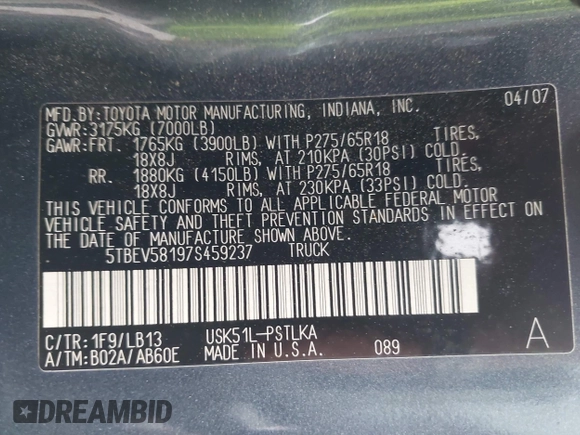 MFD.BY:TOYOTA MOTOR MANUFACTURING, INDIANA, INC. 04/07
GVWR:3175KG (7000LB)
GAWR:FRT. 1765KG (3900LB) WITH P275/65R18 TIRES,
18X8J RIMS, AT 210KPA (30PSI) COLD.
RR. 1880KG (4150LB) WITH P275/65R18 TIRES,
18X8J RIMS, AT 230KPA (33PSI) COLD.
THIS VEHICLE CONFORMS TO ALL APPLICABLE FEDERAL MOTOR
VEHICLE SAFETY AND THEFT PREVENTION STANDARDS IN EFFECT ON
THE DATE OF MANUFACTURE SHOWN ABOVE.
5TBEV58197S459237 TRUCK
C/TR:1F9/LB13 USK51L-PSTLKA A
A/TM:B02A/AB60E MADE IN U.S.A. 089
DREAMBID